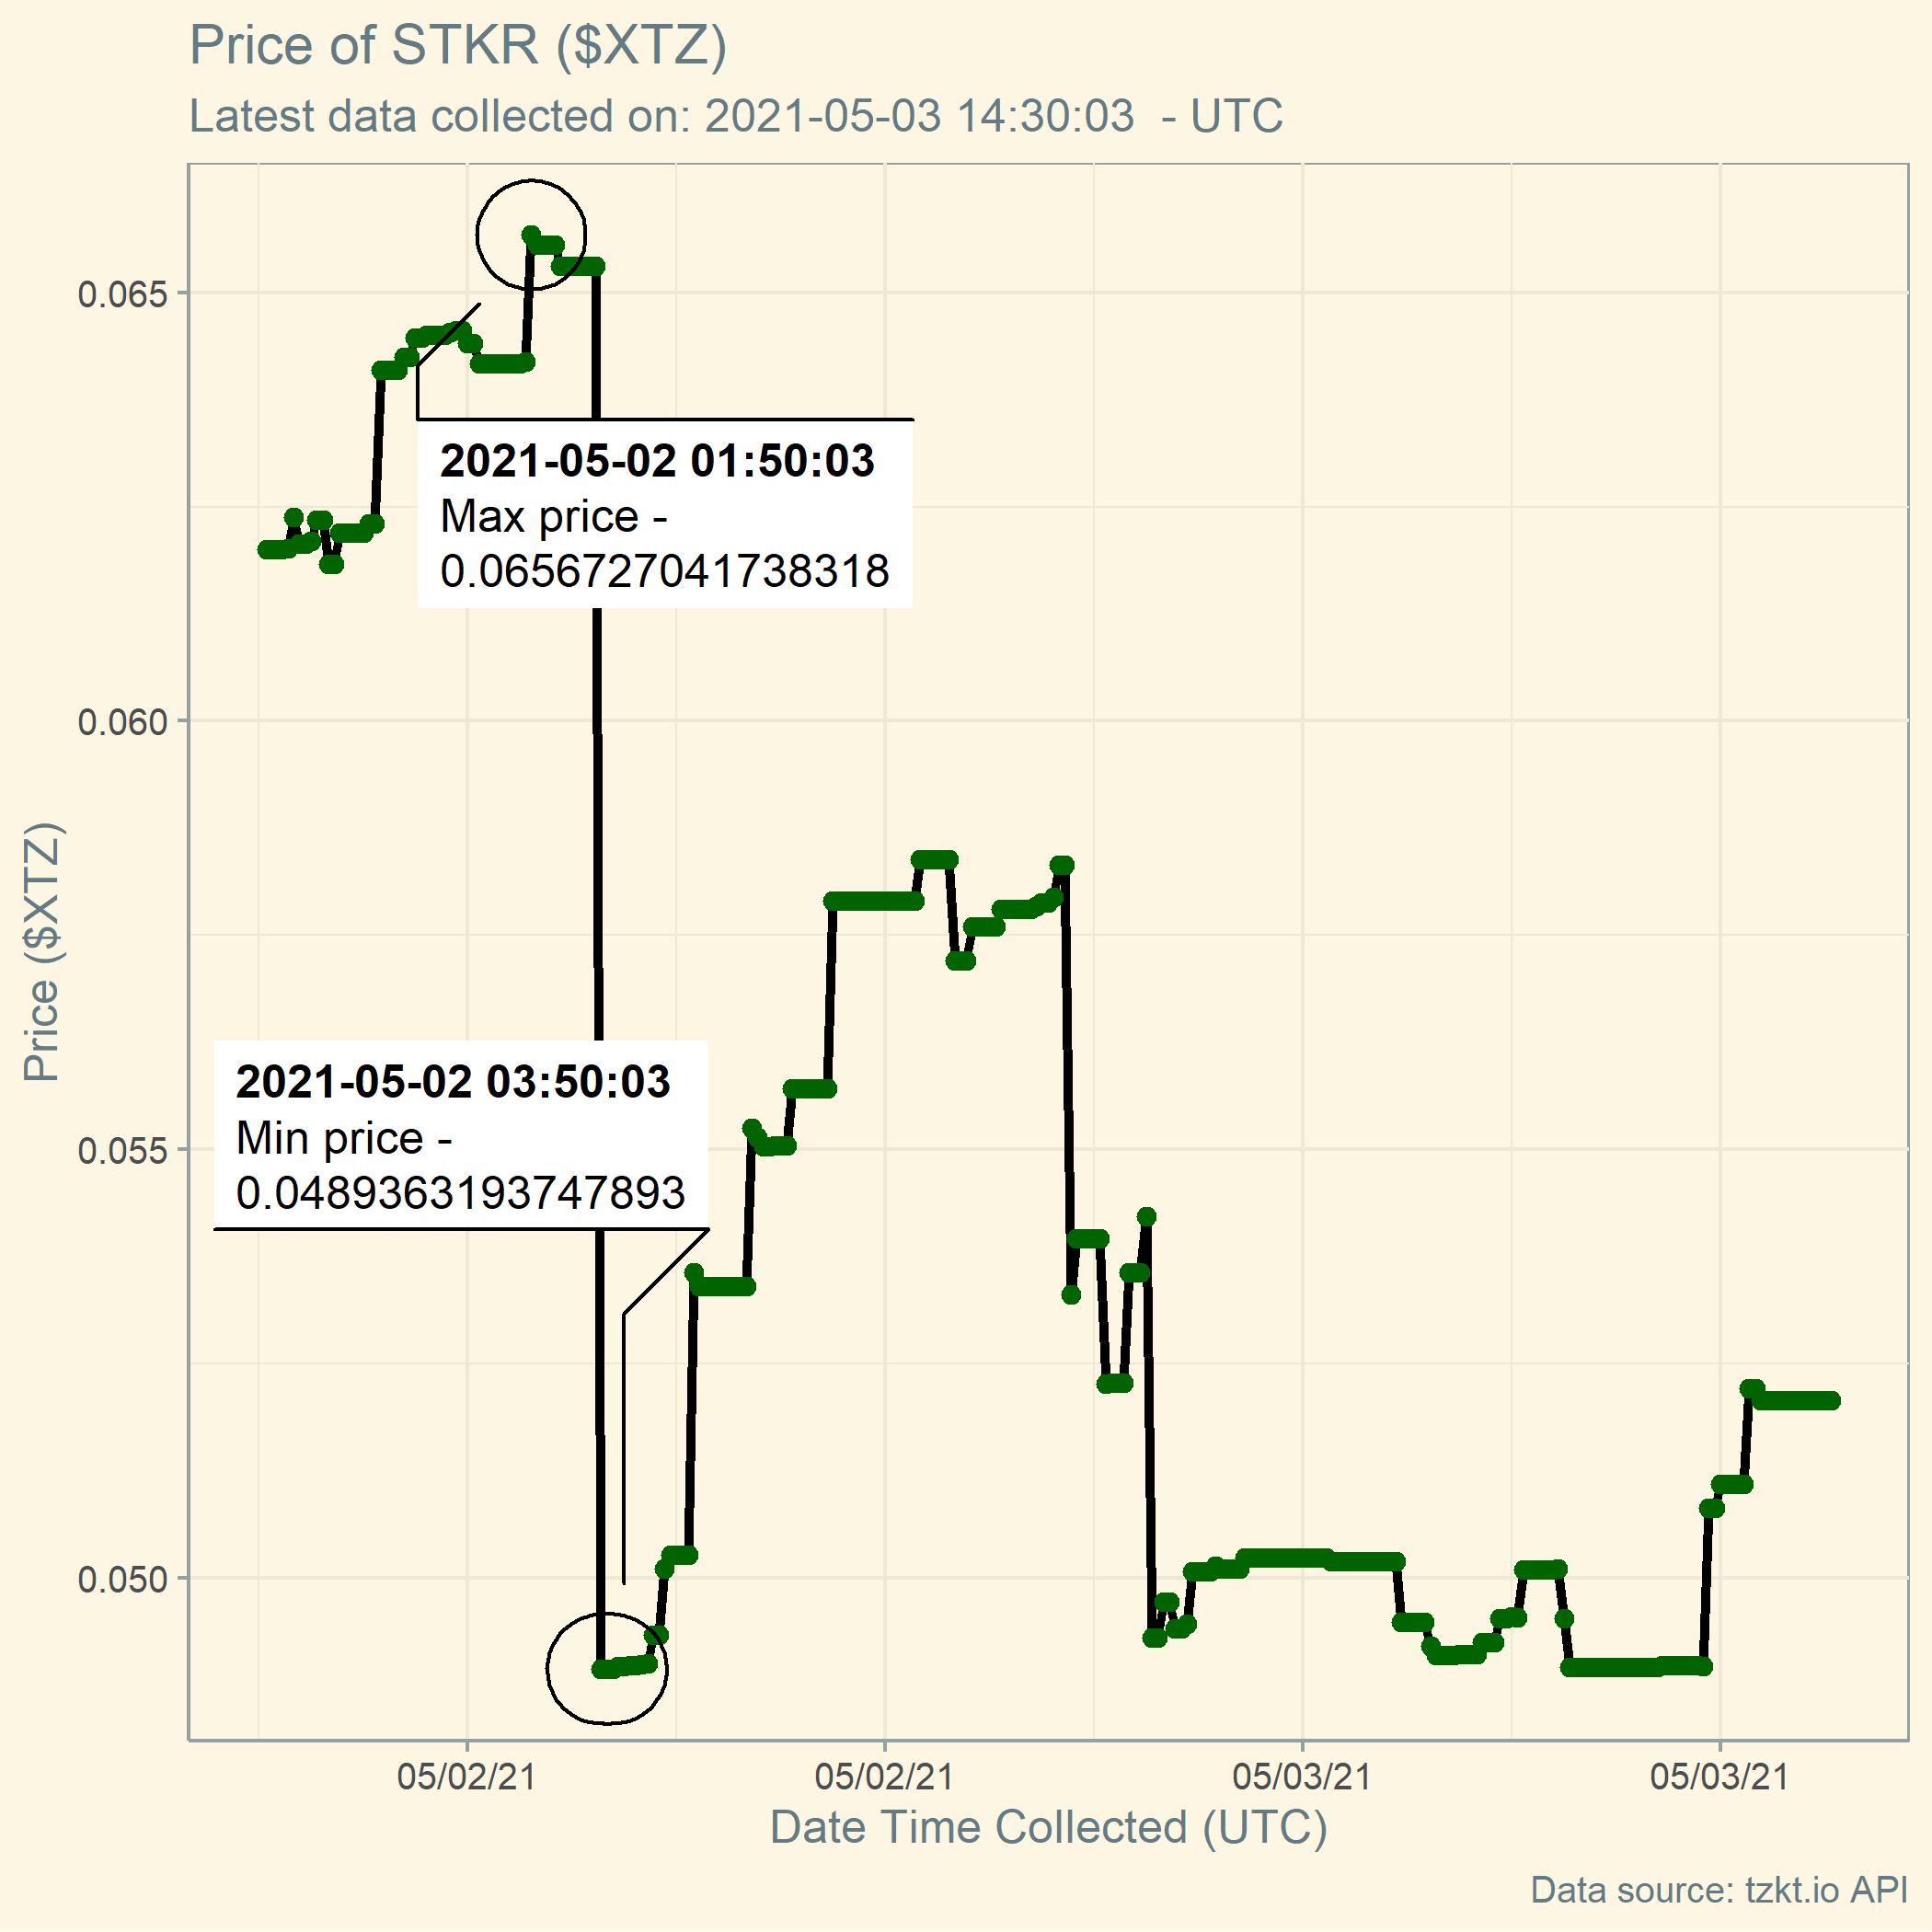 Price of STKR ($XTZ)
Latest data collected on: 2021-05-03 14:30:03  - UTC
0.065
0.060
0.055
0.050
Price ($XTZ)
2021-05-02 01:50:03
Max price -
0.0656727041738318
2021-05-02 03:50:03
Min price -
0.0489363193747893
05/02/21
05/02/21
05/03/21
05/03/21
Date Time Collected (UTC)
Data source: tzkt.io API